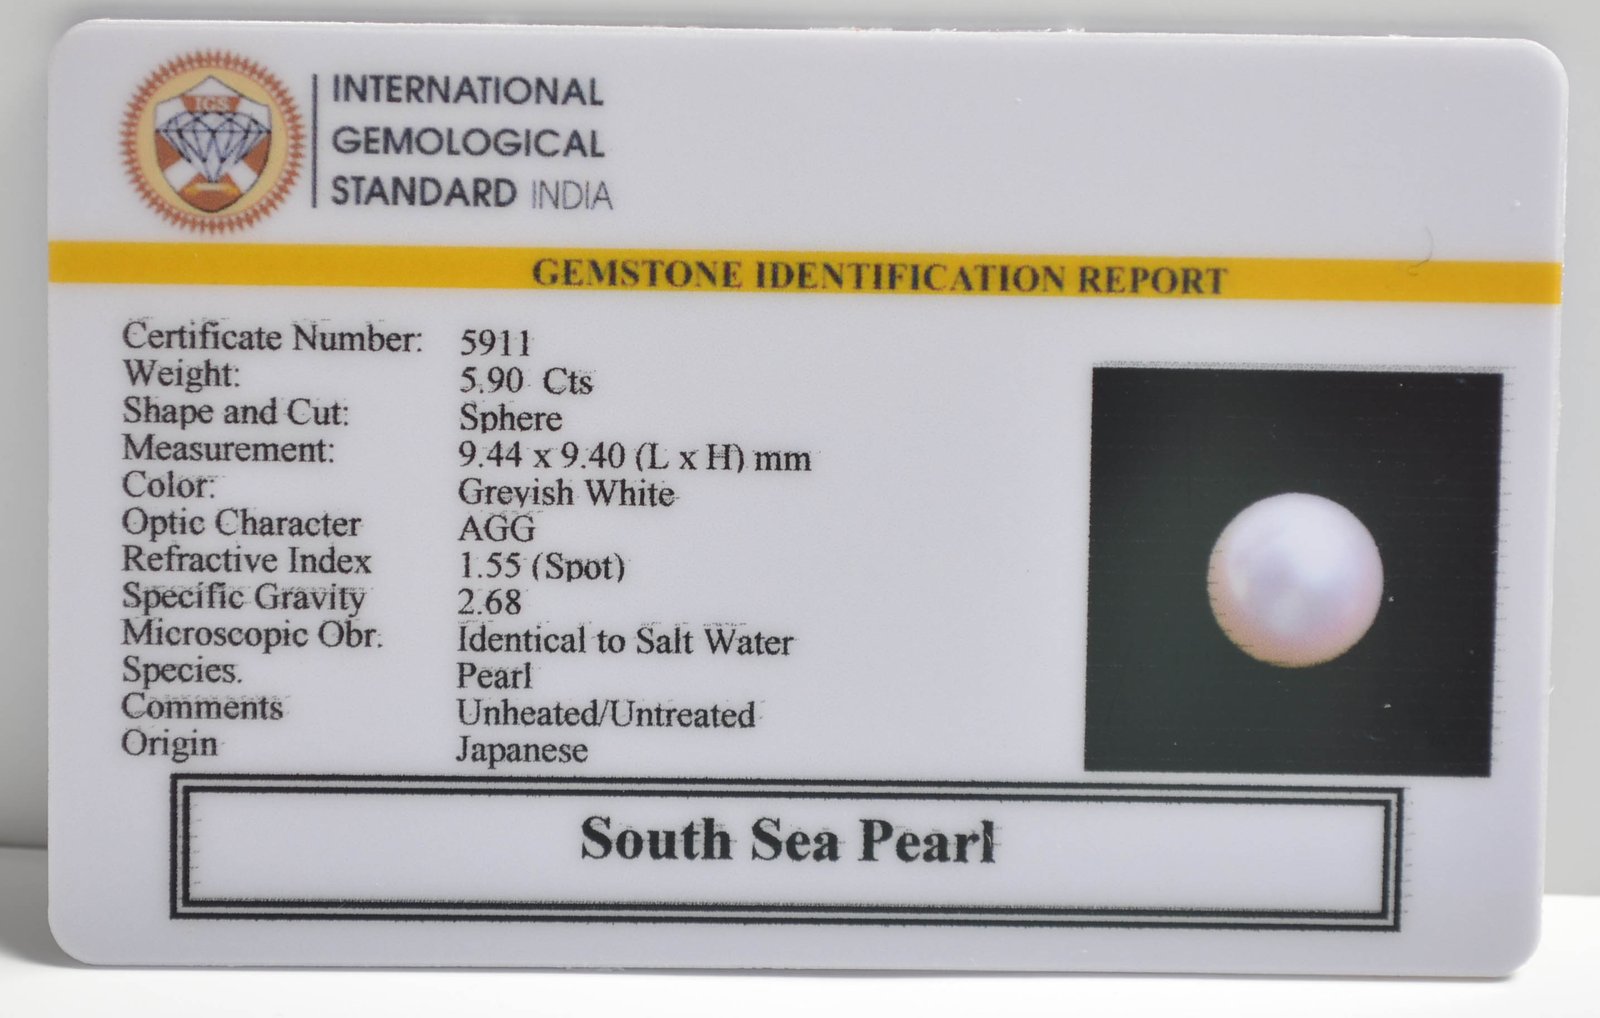 IGS
INTERNATIONAL
GEMOLOGICAL
STANDARD INDIA
GEMSTONE IDENTIFICATION REPORT
Certificate Number: 5911
Weight: 5.90 Cts
Shape and Cut: Sphere
Measurement: 9.44 x 9.40 (L x H) mm
Color: Greyish White
Optic Character AGG
Refractive Index 1.55 (Spot)
Specific Gravity 2.68
Microscopic Obr. Identical to Salt Water
Species. Pearl
Comments Unheated/Untreated
Origin Japanese
South Sea Pearl